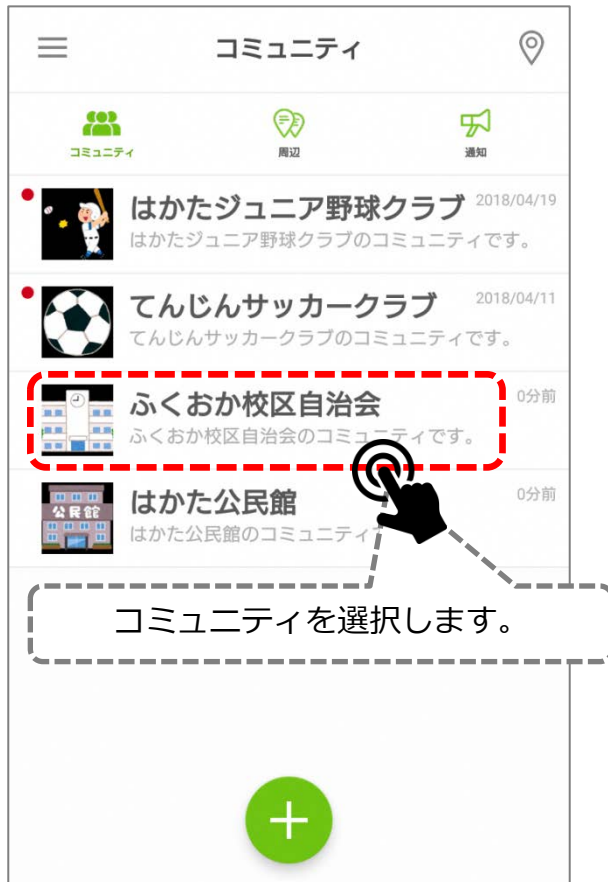 コミュニティ
コミュニティ
周辺
通知
はかたジュニア野球クラブ 2018/04/19
はかたジュニア野球クラブのコミュニティです。
てんじんサッカークラブ 2018/04/11
てんじんサッカークラブのコミュニティです。
ふくおか校区自治会 0分前
ふくおか校区自治会のコミュニティです。
公民館
はかた公民館 0分前
はかた公民館のコミュニティ
コミュニティを選択します。